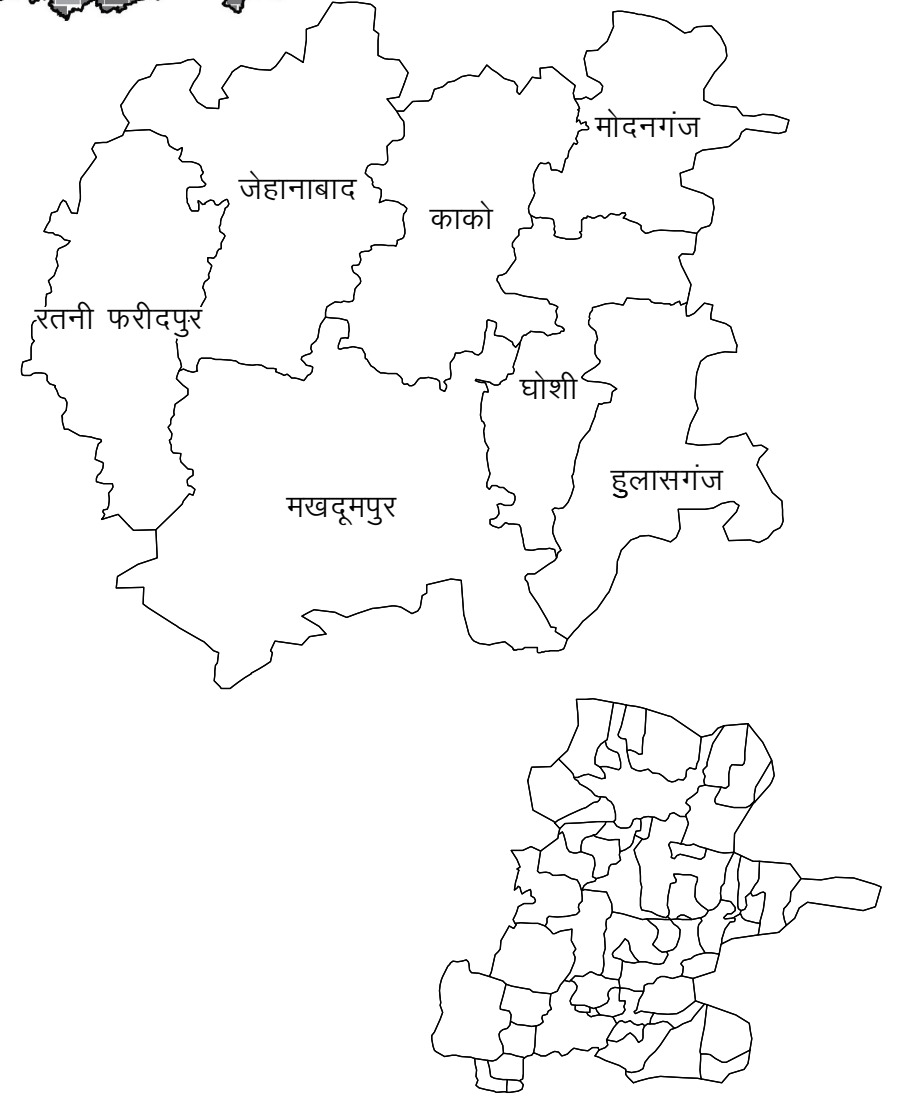 मोदनगंज
जेहानाबाद
काको
रतनी फरीदपुर
घोशी
हुलासगंज
मखदूमपुर